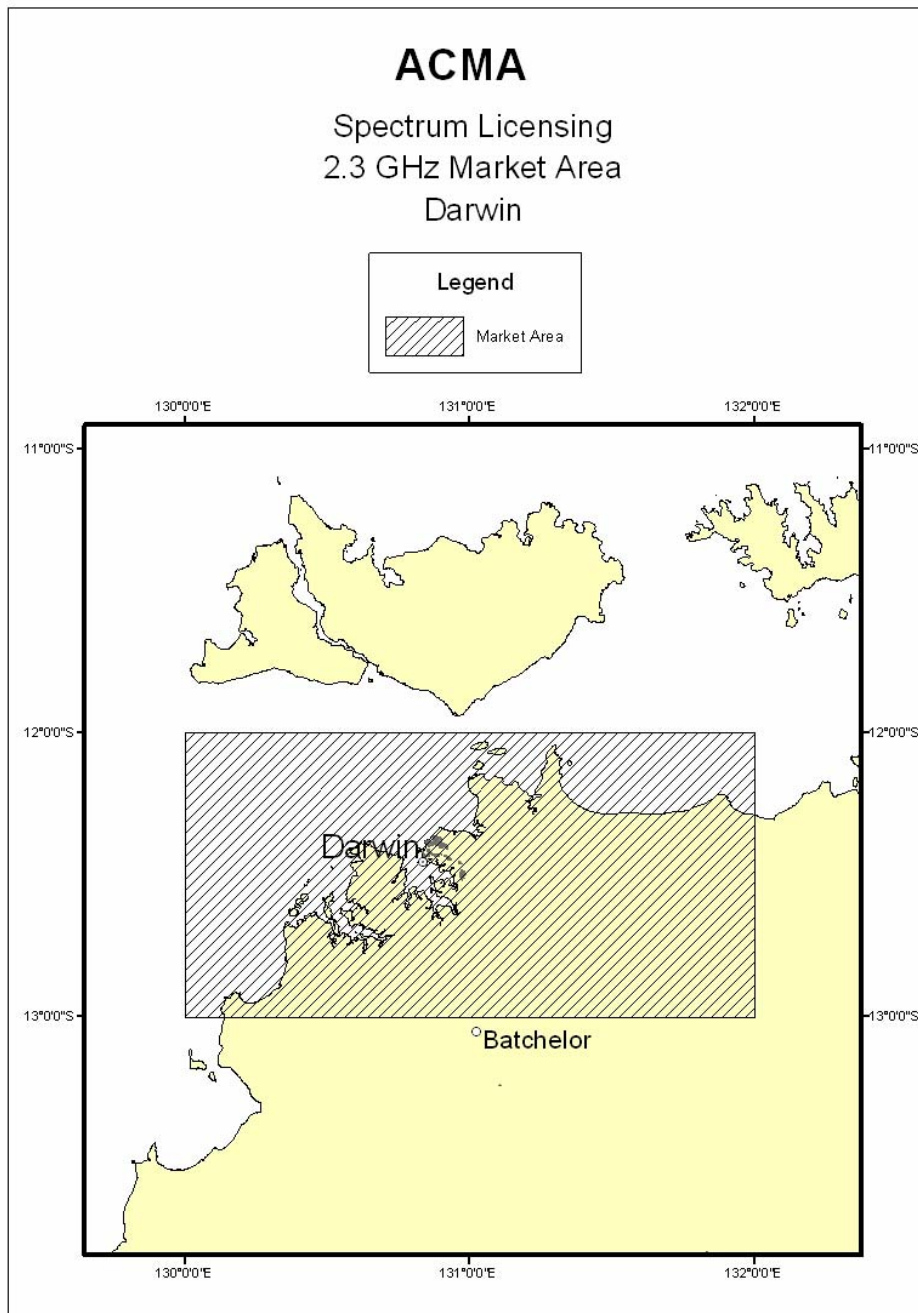 ACMA
Spectrum Licensing
2.3 GHz Market Area
Darwin
Legend
Market Area
130°0'0"E 131°0'0"E 132°0'0"E
11°0'0"S 11°0'0"S
12°0'0"S 12°0'0"S
Darwin
13°0'0"S 13°0'0"S
Batchelor
130°0'0"E 131°0'0"E 132°0'0"E